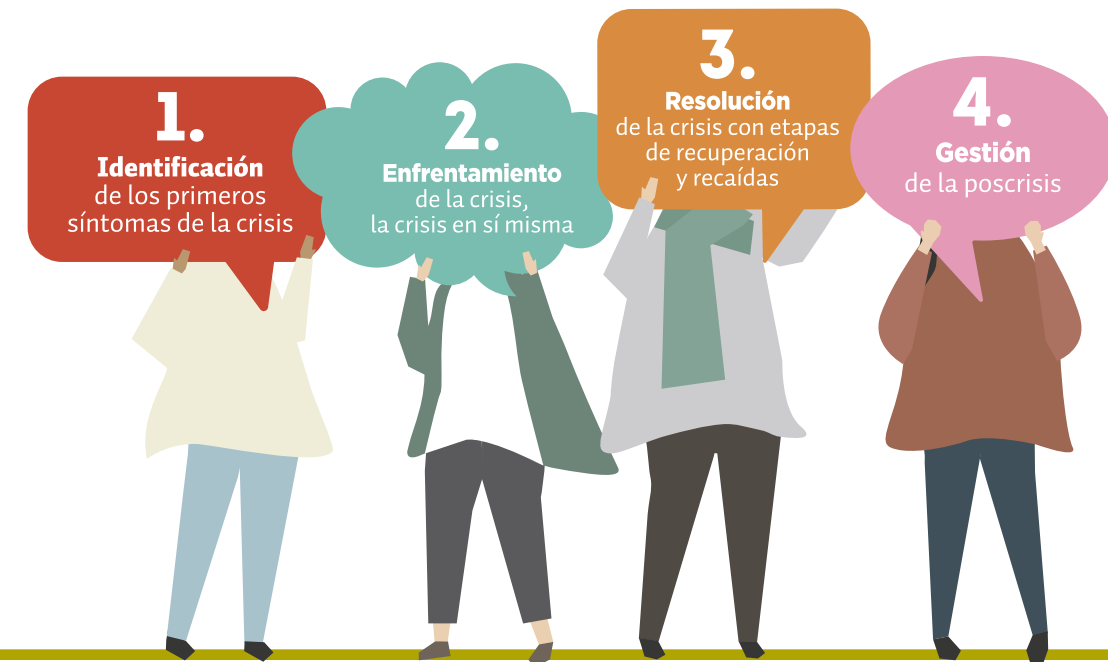 1.
Identificación
de los primeros
síntomas de la crisis
2.
Enfrentamiento
de la crisis,
la crisis en sí misma
3.
Resolución
de la crisis con etapas
de recuperación
y recaídas
4.
Gestión
de la poscrisis